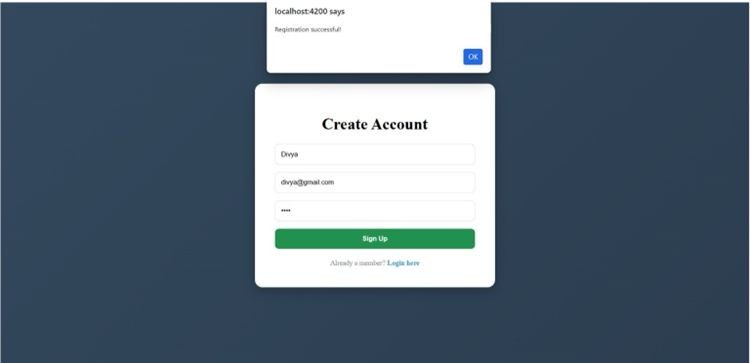 localhost:4200 says
Registration successful!
OK
Create Account
Divya
divya@gmail.com
••••
Sign Up
Already a member? Login here